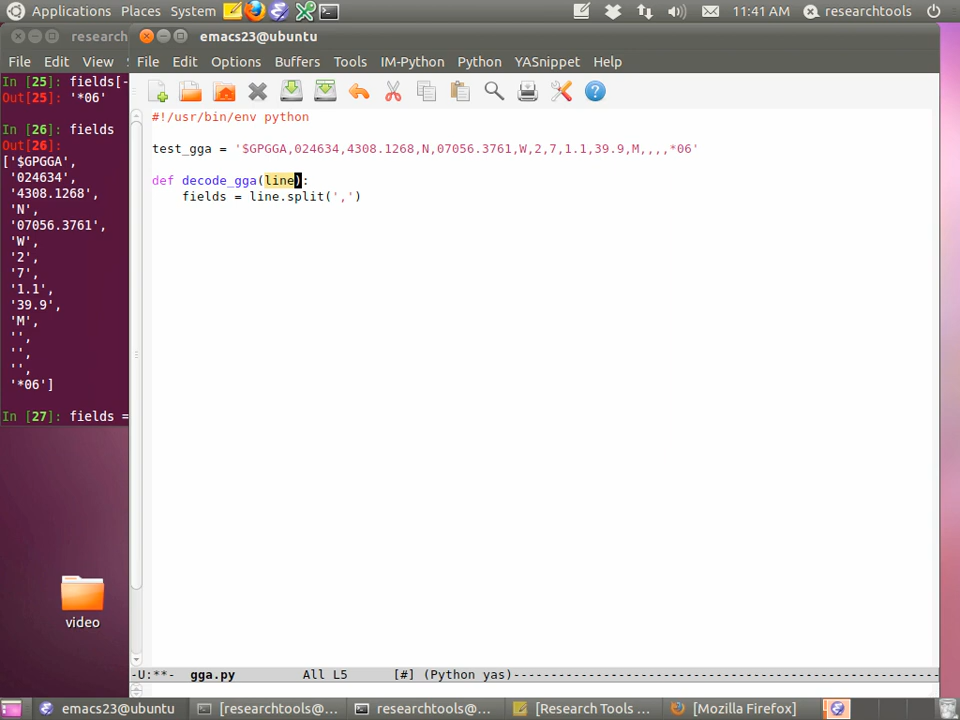 Applications Places System 11:41 AM researchtools
research emacs23@ubuntu
File Edit View
File Edit Options Buffers Tools IM-Python Python YASnippet Help
In [25]: fields[-
Out[25]: '*06'
In [26]: fields
Out[26]:
['$GPGGA',
'024634',
'4308.1268',
'N',
'07056.3761',
'W',
'2',
'7',
'1.1',
'39.9',
'M',
'',
'',
'',
'*06']
In [27]: fields =
#!/usr/bin/env python
test_gga = '$GPGGA,024634,4308.1268,N,07056.3761,W,2,7,1.1,39.9,M,,,,*06'
def decode_gga(line):
fields = line.split(',')
video
-U:**- gga.py All L5 [#] (Python yas)--------------------------------------------------------
emacs23@ubuntu [researchtools@... researchtools@... [Research Tools ... [Mozilla Firefox]